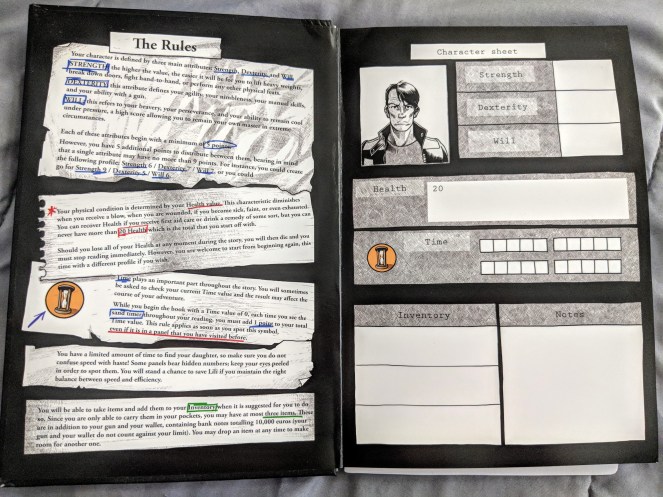 The Rules
Your character is defined by three main attributes: Strength, Dexterity, and Will.
STRENGTH: the higher the value, the easier it will be for you to lift heavy weights,
break down doors, fight hand-to-hand, or perform any other physical feats.
DEXTERITY: this attribute defines your agility, your nimbleness, your manual skills,
and your ability with a gun.
WILL: this refers to your bravery, your perseverance, and your ability to remain cool
under pressure, a high score allowing you to remain your own master in extreme
circumstances.
Each of these attributes begin with a minimum of 5 points.
However, you have 5 additional points to distribute between them, bearing in mind
that a single attribute may have no more than 9 points. For instance, you could create
the following profile: Strength 6 / Dexterity 7 / Will 7, or you could
go for Strength 9 / Dexterity 5 / Will 6.
Your physical condition is determined by your Health value. This characteristic diminishes
when you receive a blow, when you are wounded, if you become sick, faint, or even exhausted.
You can recover Health if you receive first aid care or drink a remedy of some sort, but you can
never have more than 20 Health which is the total that you start off with.
Should you lose all of your Health at any moment during the story, you will then die and you
must stop reading immediately. However, you are welcome to start from beginning again, this
time with a different profile if you wish.
Time plays an important part throughout the story. You will sometimes
be asked to check your current Time value and the result may affect the
course of your adventure.
While you begin the book with a Time value of 0, each time you see the
sand timer throughout your reading, you must add 1 point to your total
Time value. This rule applies as soon as you spot this symbol,
even if it is in a panel that you have visited before.
You have a limited amount of time to find your daughter, so make sure you do not
confuse speed with haste! Some panels bear hidden numbers; keep your eyes peeled
in order to spot them. You will stand a chance to save Lili if you maintain the right
balance between speed and efficiency.
You will be able to take items and add them to your Inventory when it is suggested for you to do
so. Since you are only able to carry them in your pockets, you may have at most three items. These
are in addition to your gun and your wallet, containing bank notes totalling 10,000 euros (your
gun and your wallet do not count against your limit). You may drop an item at any time to make
room for another one.
Character sheet
Strength
Dexterity
Will
Health 20
Time
Inventory Notes